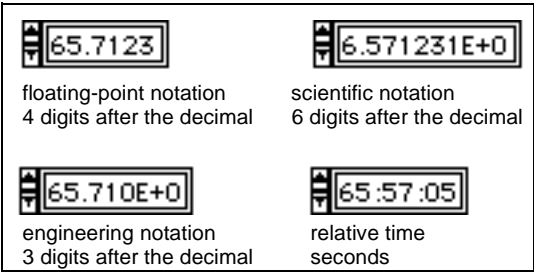 65.7123
6.571231E+0
floating-point notation
4 digits after the decimal
scientific notation
6 digits after the decimal
65.710E+0
65:57:05
engineering notation
3 digits after the decimal
relative time
seconds